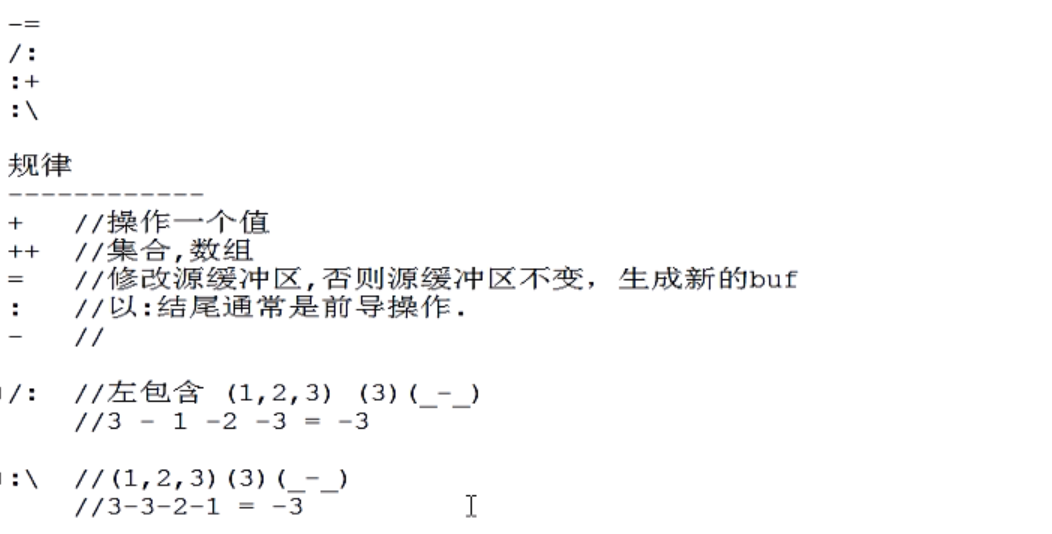 -=
/:
:+
:\
规律
------------
+ //操作一个值
++ //集合,数组
= //修改源缓冲区,否则源缓冲区不变，生成新的buf
: //以:结尾通常是前导操作.
- //
/: //左包含 (1,2,3) (3)(_-_)
//3 - 1 -2 -3 = -3
:\ //(1,2,3)(3)(_-_)
//3-3-2-1 = -3